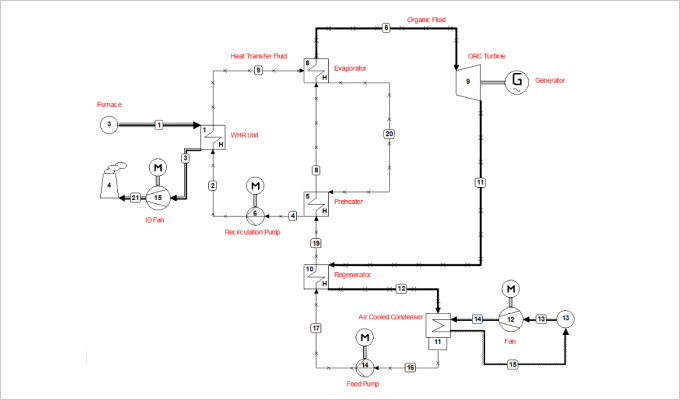 Organic Fluid
6
Heat Transfer Fluid
9
8
H
Evaporator
ORC Turbine
9
G
Generator
Furnace
3
1
1
H
WHR Unit
20
3
M
4
21
15
ID Fan
2
M
8
11
6
4
5
H
Preheater
Recirculation Pump
19
10
H
Regenerator
12
M
Air Cooled Condenser
14
12
13
13
Fan
17
M
11
15
14
16
Feed Pump